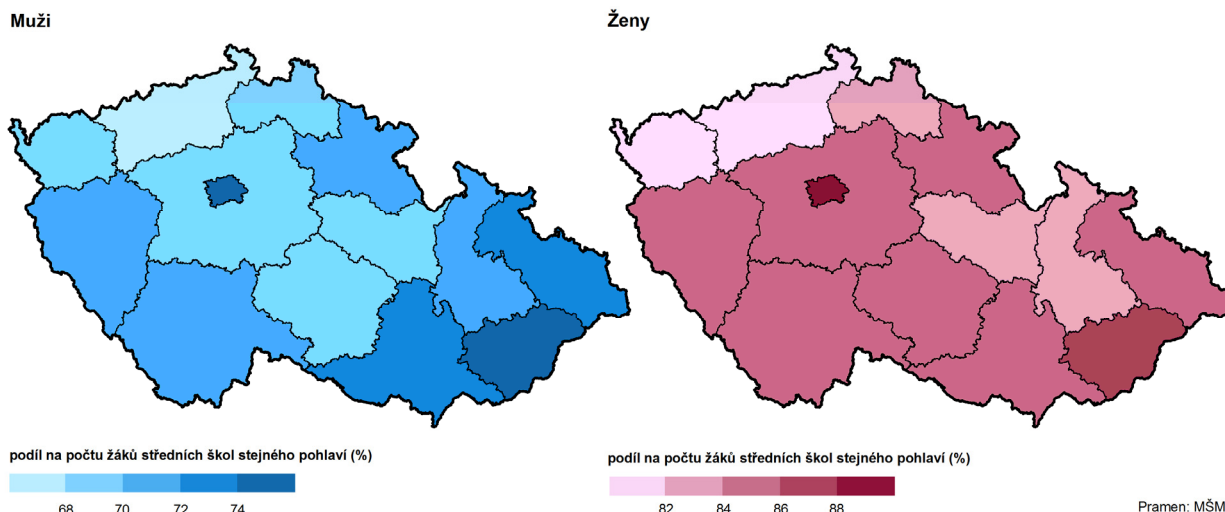 Muži
Ženy
podíl na počtu žáků středních škol stejného pohlaví (%)
68 70 72 74
podíl na počtu žáků středních škol stejného pohlaví (%)
82 84 86 88
Pramen: MŠM